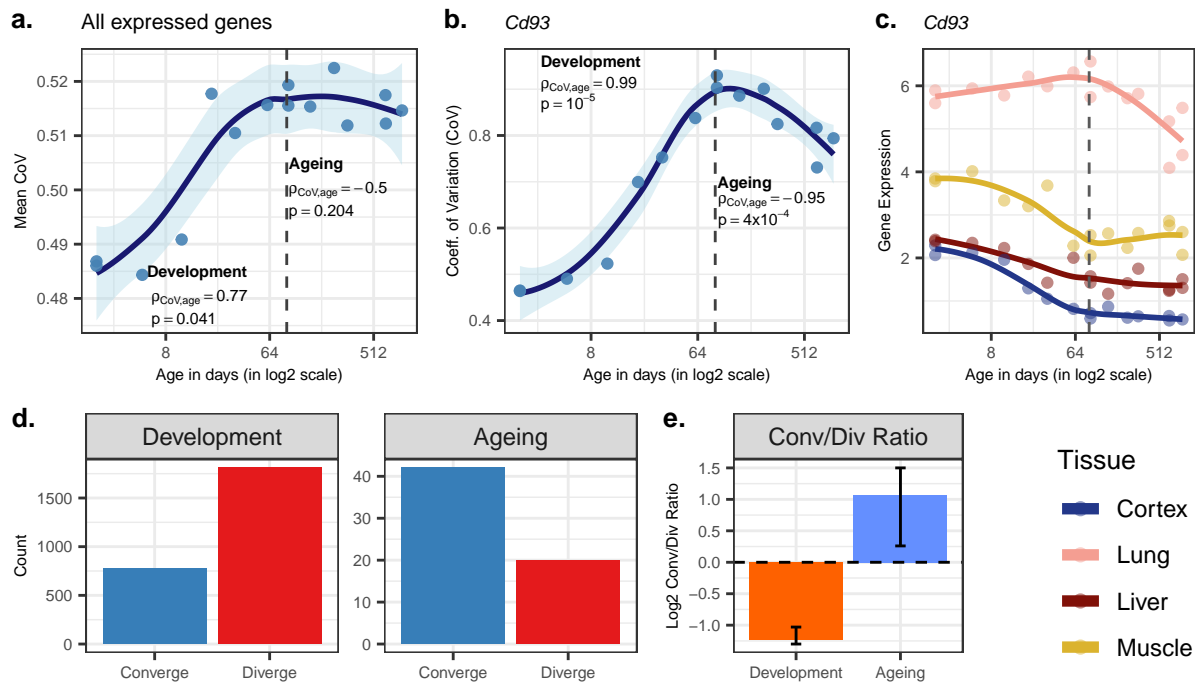 a.
All expressed genes
Mean CoV
0.52
0.51
0.50
0.49
0.48
Ageing
ρCoV,age = −0.5
p = 0.204
Development
ρCoV,age = 0.77
p = 0.041
8
64
512
Age in days (in log2 scale)
b.
Cd93
Coeff. of Variation (CoV)
0.8
0.6
0.4
Development
ρCoV,age = 0.99
p = 10⁻⁵
Ageing
ρCoV,age = −0.95
p = 4x10⁻⁴
8
64
512
Age in days (in log2 scale)
c.
Cd93
Gene Expression
6
4
2
8
64
512
Age in days (in log2 scale)
d.
Development
Count
1500
1000
500
0
Converge
Diverge
Ageing
40
30
20
10
0
Converge
Diverge
e.
Conv/Div Ratio
Log2 Conv/Div Ratio
1.5
1.0
0.5
0.0
−0.5
−1.0
Development
Ageing
Tissue
Cortex
Lung
Liver
Muscle